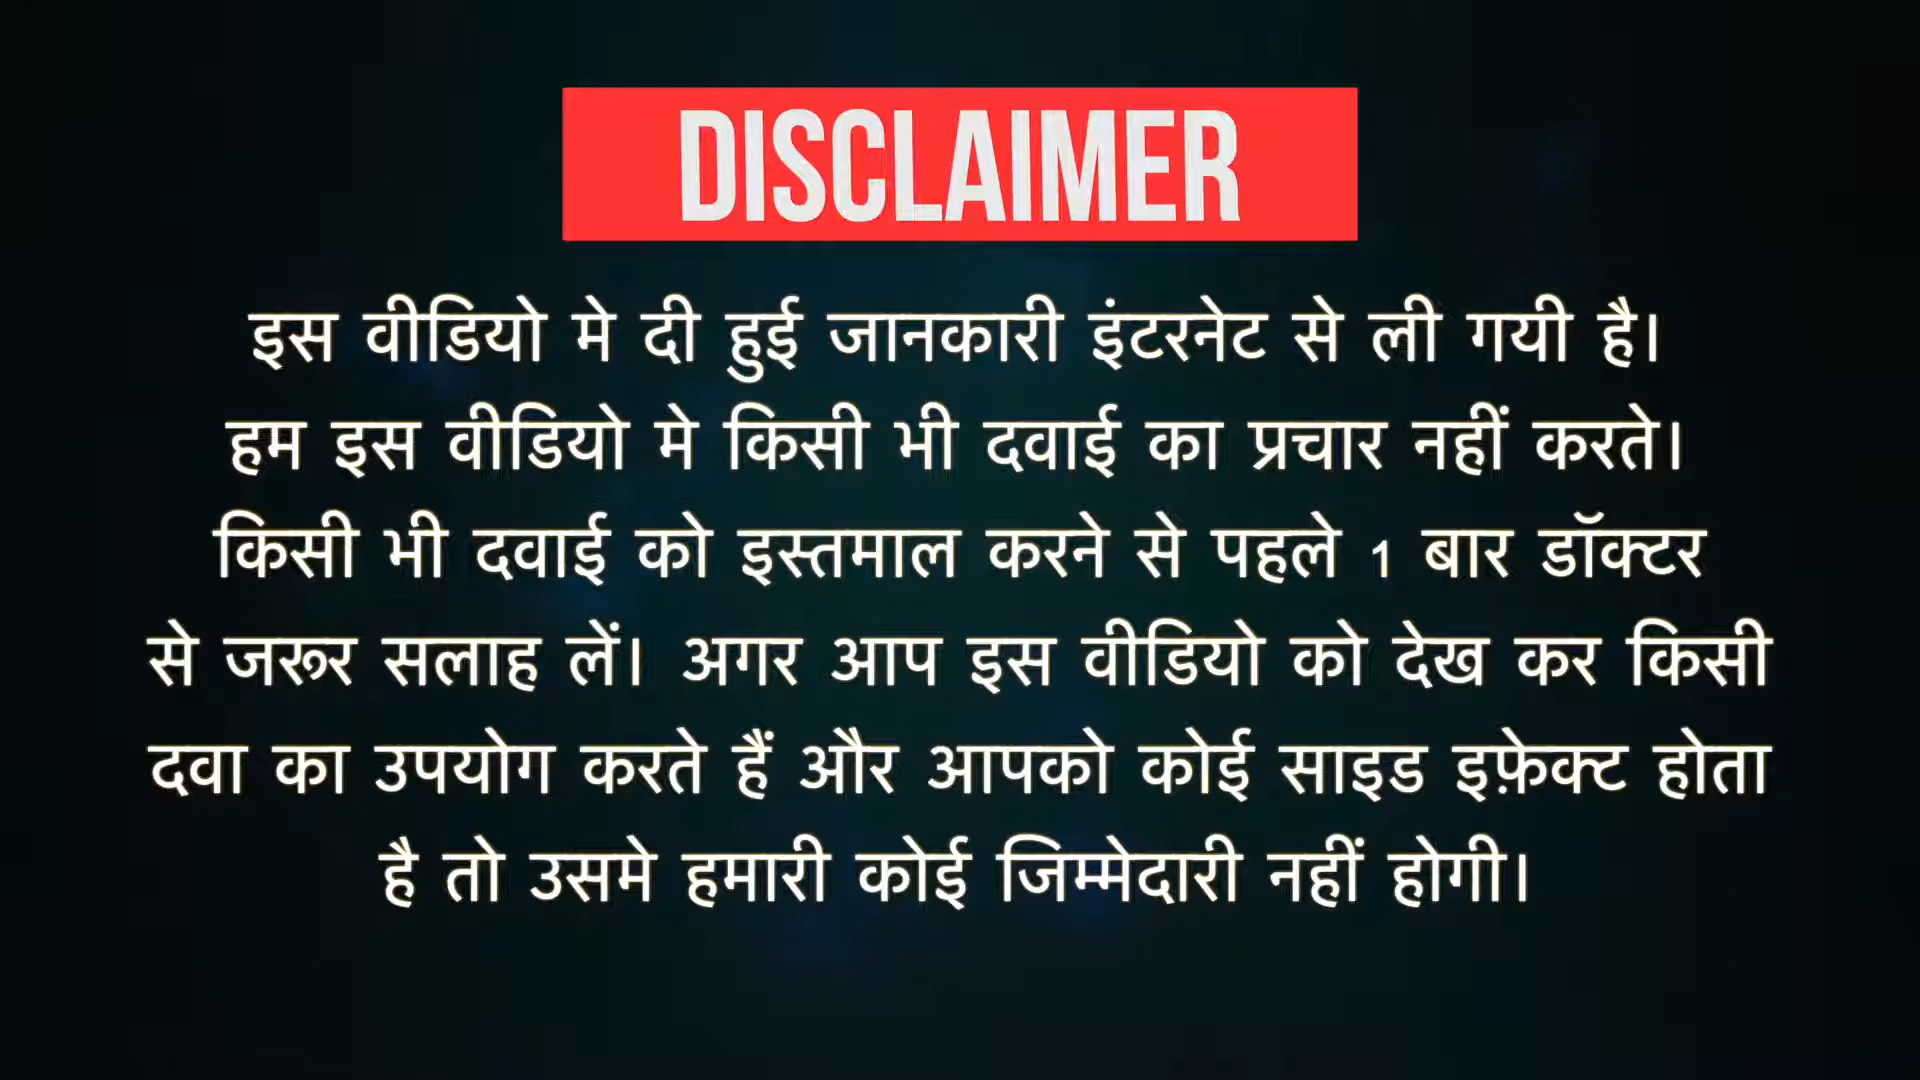 DISCLAIMER
इस वीडियो मे दी हुई जानकारी इंटरनेट से ली गयी है।
हम इस वीडियो मे किसी भी दवाई का प्रचार नहीं करते।
किसी भी दवाई को इस्तमाल करने से पहले 1 बार डॉक्टर
से जरूर सलाह लें। अगर आप इस वीडियो को देख कर किसी
दवा का उपयोग करते हैं और आपको कोई साइड इफ़ेक्ट होता
है तो उसमे हमारी कोई जिम्मेदारी नहीं होगी।